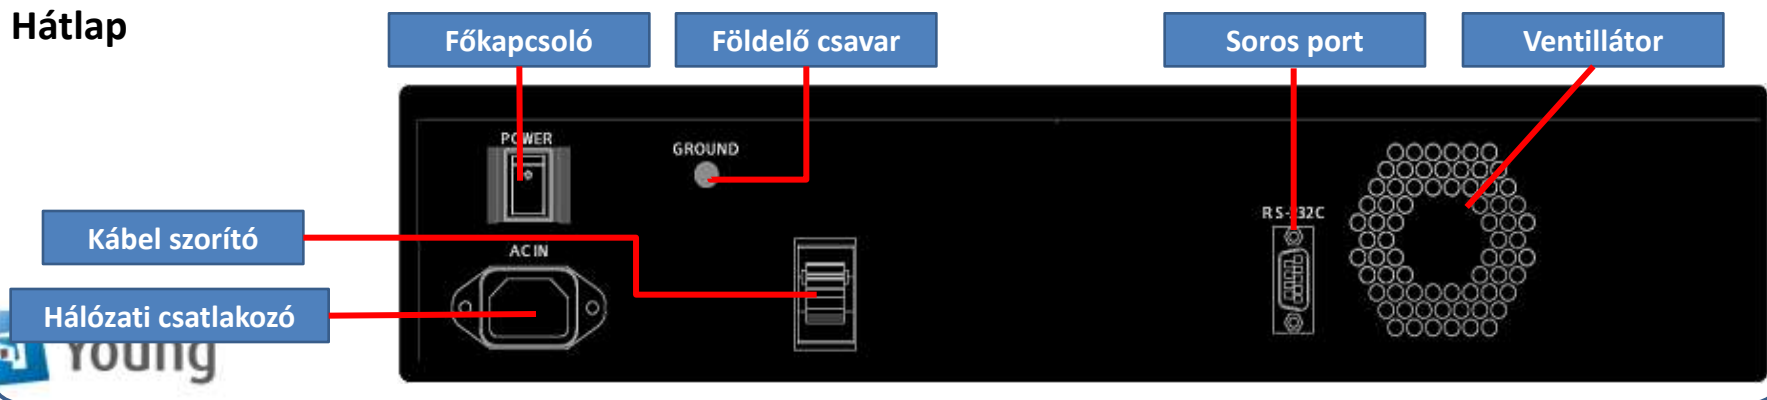 Hátlap
Főkapcsoló
Földelő csavar
Soros port
Ventillátor
POWER
GROUND
RS-232C
Kábel szorító
AC IN
Hálózati csatlakozó
Young